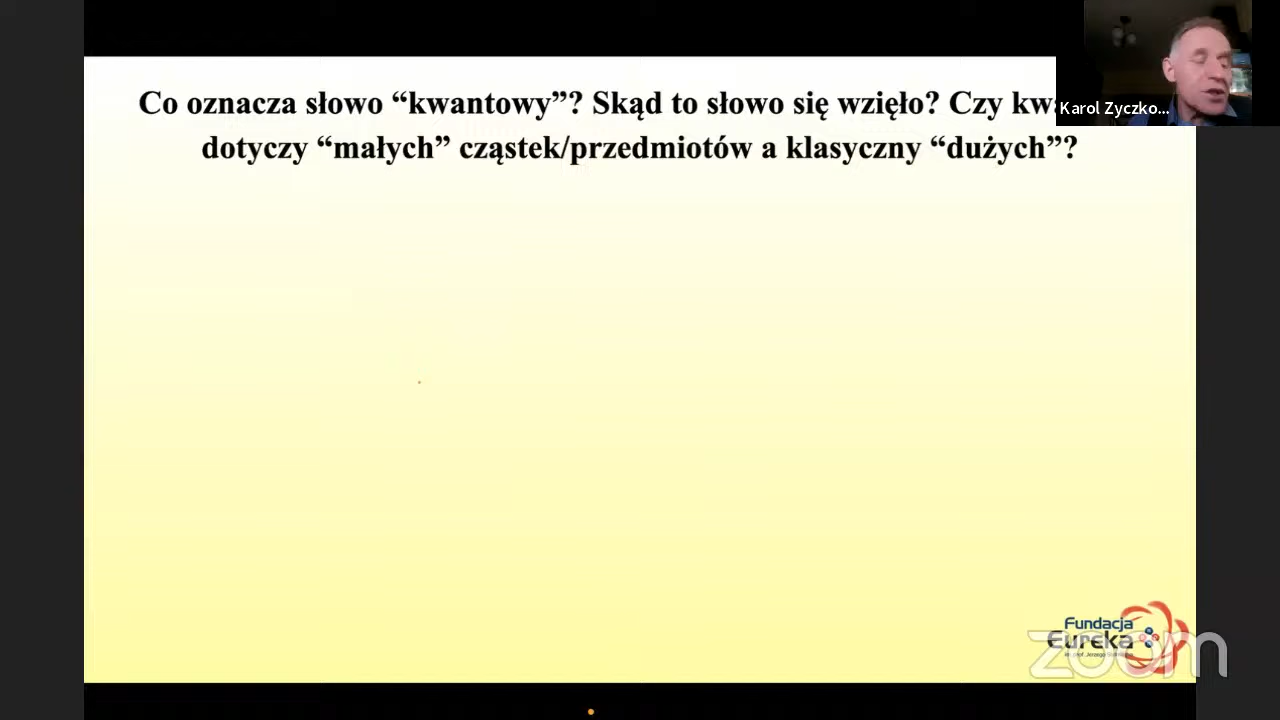 Co oznacza słowo “kwantowy”? Skąd to słowo się wzięło? Czy
dotyczy “małych” cząstek/przedmiotów a klasyczny “dużych”?
Karol Zyczko...
Fundacja
Eureka
zoom